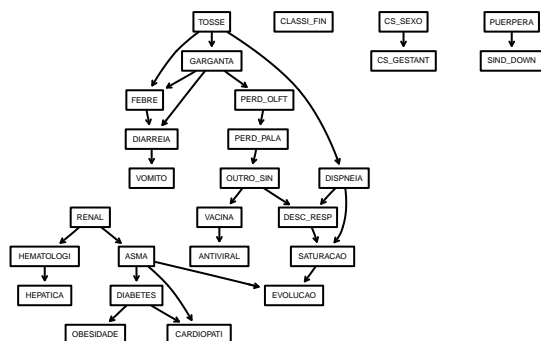 TOSSE
CLASSI_FIN
CS_SEXO
PUERPERA
GARGANTA
CS_GESTANT
SIND_DOWN
FEBRE
PERD_OLFT
DIARREIA
PERD_PALA
VOMITO
OUTRO_SIN
DISPNEIA
RENAL
VACINA
DESC_RESP
HEMATOLOGI
ASMA
ANTIVIRAL
SATURACAO
HEPATICA
DIABETES
EVOLUCAO
OBESIDADE
CARDIOPATI